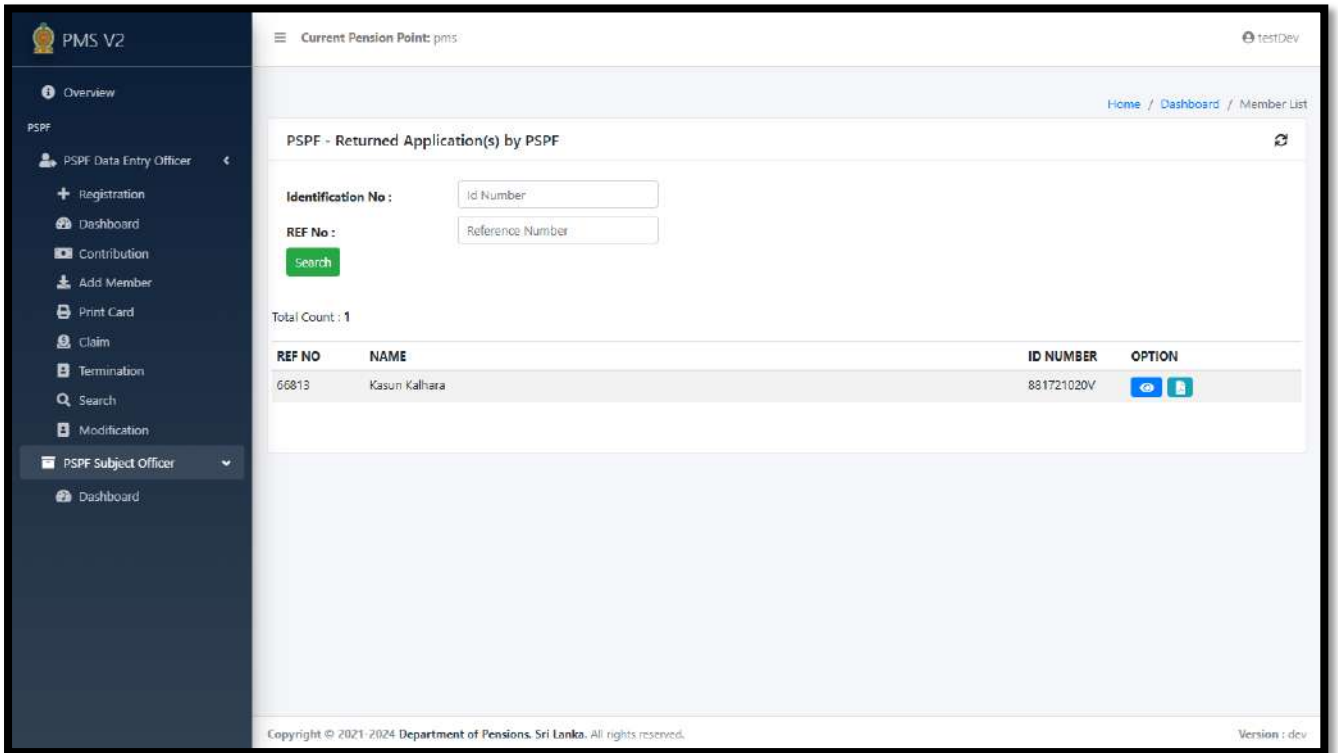 PMS V2
Current Pension Point: pms
testDev
Overview
Home / Dashboard / Member List
PSPF
PSPF - Returned Application(s) by PSPF
PSPF Data Entry Officer
Registration
Dashboard
Contribution
Add Member
Print Card
Claim
Termination
Search
Modification
PSPF Subject Officer
Dashboard
Identification No :
Id Number
REF No :
Reference Number
Search
Total Count : 1
REF NO NAME ID NUMBER OPTION
66813 Kasun Kalhara 881721020V
Copyright © 2021-2024 Department of Pensions. Sri Lanka. All rights reserved.
Version : dev